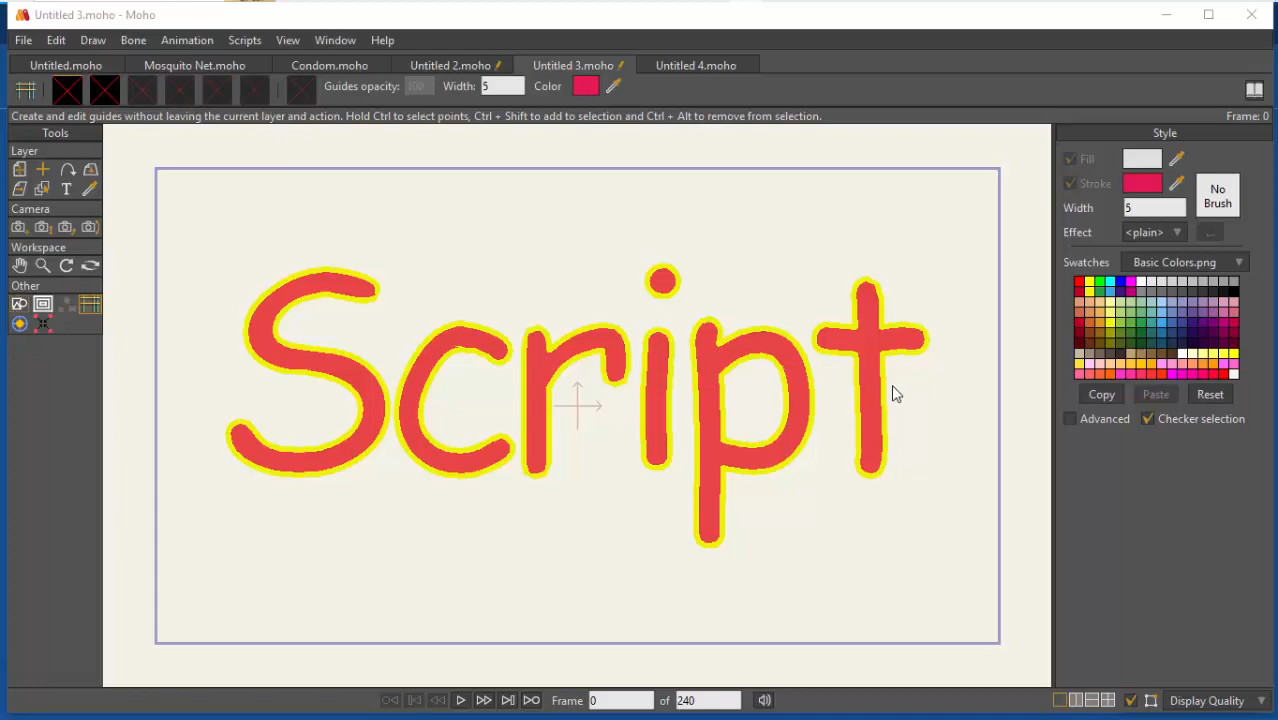 Untitled 3.moho - Moho
File Edit Draw Bone Animation Scripts View Window Help
Untitled.moho Mosquito Net.moho Condom.moho Untitled 2.moho Untitled 3.moho Untitled 4.moho
Guides opacity: 100 Width: 5 Color
Create and edit guides without leaving the current layer and action. Hold Ctrl to select points, Ctrl + Shift to add to selection and Ctrl + Alt to remove from selection. Frame: 0
Tools
Layer
T
Camera
Workspace
Other
Script
Style
Fill
Stroke
No
Brush
Width 5
Effect <plain> ...
Swatches Basic Colors.png
Copy Paste Reset
Advanced Checker selection
Frame 0 of 240 Display Quality